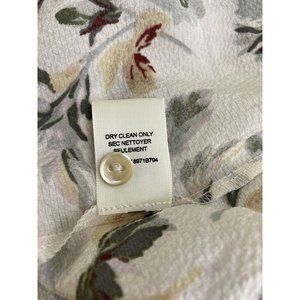 DRY CLEAN ONLY
SEC NETTOYER
SEULEMENT
8971B794